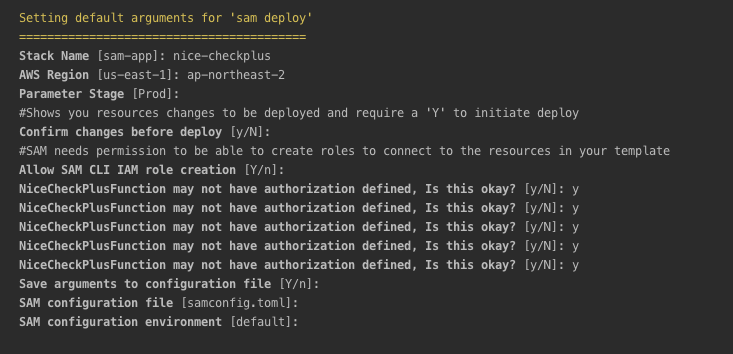 Setting default arguments for 'sam deploy'
=========================================
Stack Name [sam-app]: nice-checkplus
AWS Region [us-east-1]: ap-northeast-2
Parameter Stage [Prod]:
#Shows you resources changes to be deployed and require a 'Y' to initiate deploy
Confirm changes before deploy [y/N]:
#SAM needs permission to be able to create roles to connect to the resources in your template
Allow SAM CLI IAM role creation [Y/n]:
NiceCheckPlusFunction may not have authorization defined, Is this okay? [y/N]: y
NiceCheckPlusFunction may not have authorization defined, Is this okay? [y/N]: y
NiceCheckPlusFunction may not have authorization defined, Is this okay? [y/N]: y
NiceCheckPlusFunction may not have authorization defined, Is this okay? [y/N]: y
NiceCheckPlusFunction may not have authorization defined, Is this okay? [y/N]: y
Save arguments to configuration file [Y/n]:
SAM configuration file [samconfig.toml]:
SAM configuration environment [default]: